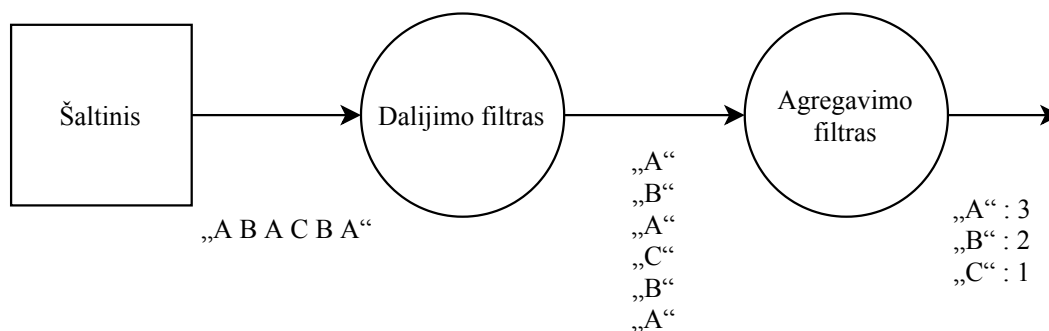 Šaltinis
Dalijimo filtras
Agregavimo
filtras
„A B A C B A“
„A“
„B“
„A“
„C“
„B“
„A“
„A“ : 3
„B“ : 2
„C“ : 1